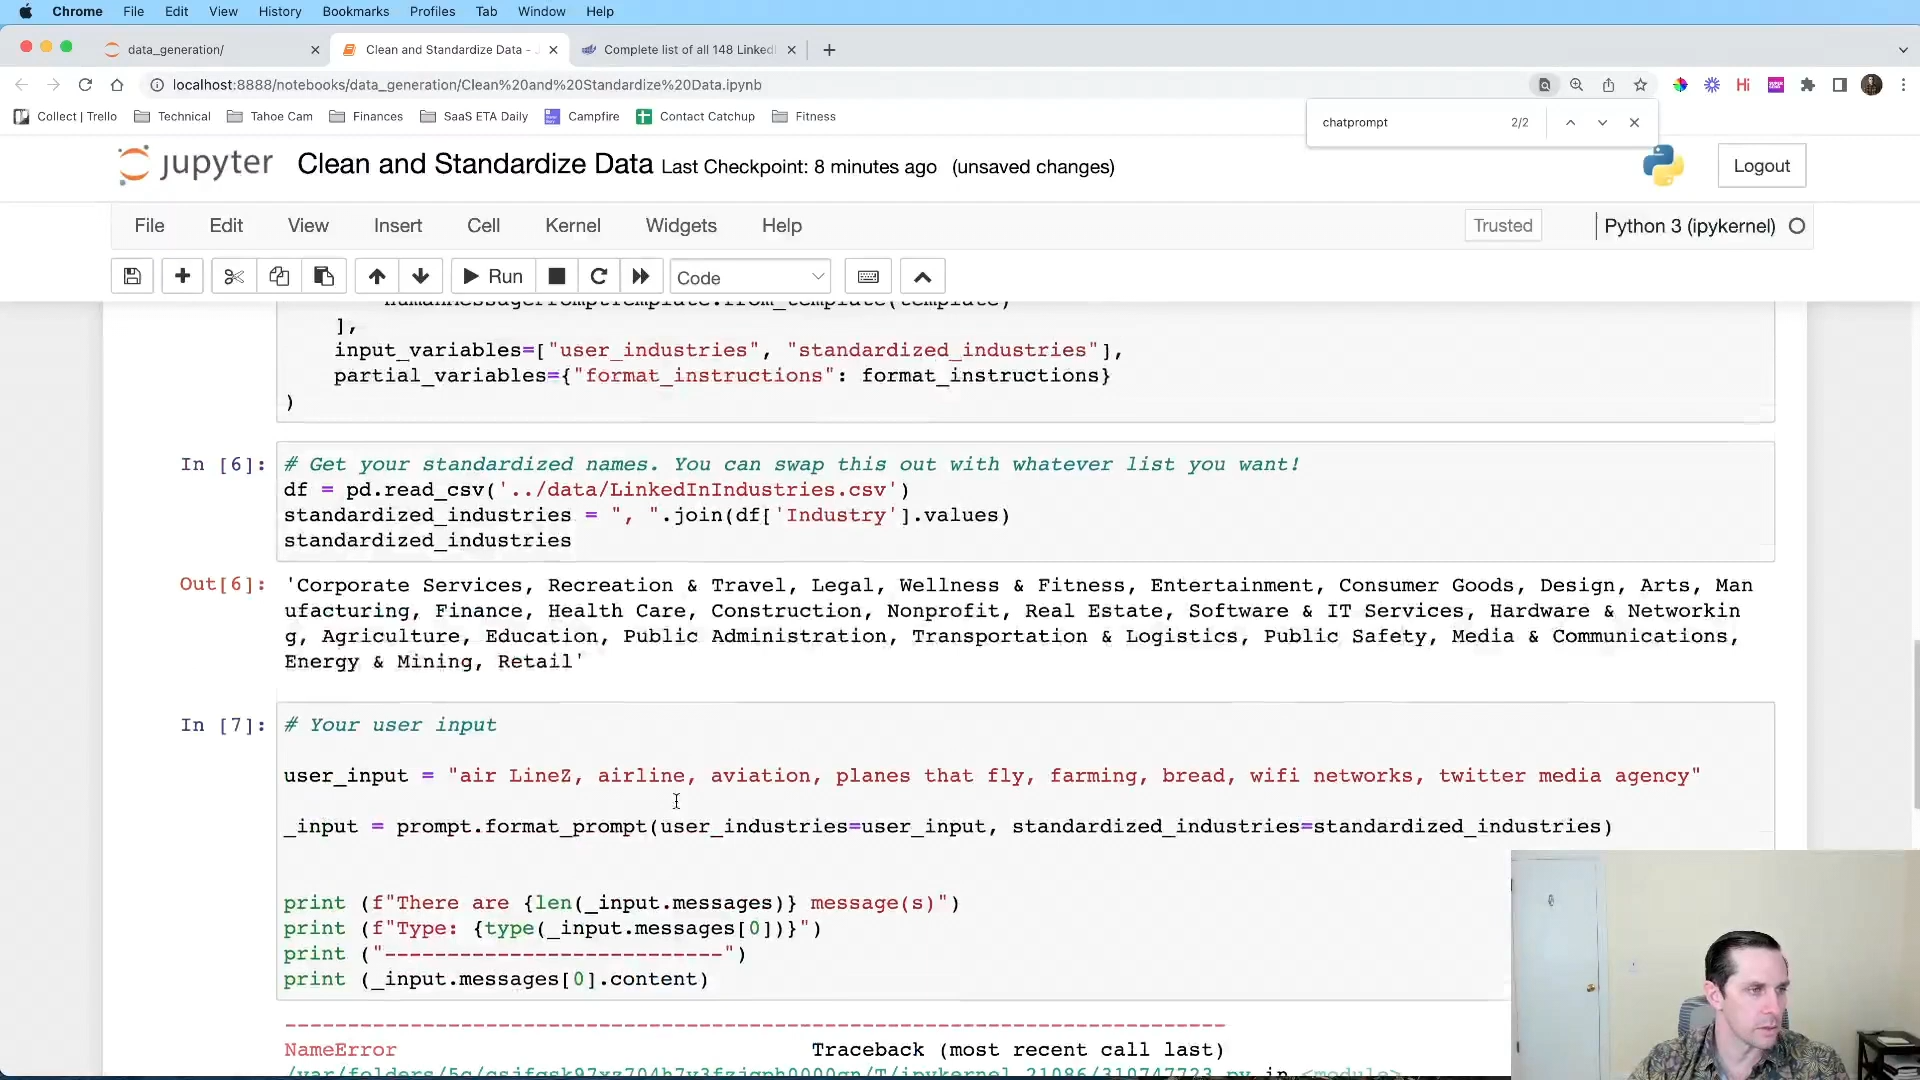 Chrome File Edit View History Bookmarks Profiles Tab Window Help
data_generation/ Clean and Standardize Data - Complete list of all 148 Linked
localhost:8888/notebooks/data_generation/Clean%20and%20Standardize%20Data.ipynb
Hi
Collect | Trello Technical Tahoe Cam Finances SaaS ETA Daily Campfire Contact Catchup Fitness
chatprompt 2/2
jupyter Clean and Standardize Data Last Checkpoint: 8 minutes ago (unsaved changes) Logout
File Edit View Insert Cell Kernel Widgets Help Trusted Python 3 (ipykernel)
Run Code
HumanMessagePromptTemplate.from_template(template)
],
input_variables=["user_industries", "standardized_industries"],
partial_variables={"format_instructions": format_instructions}
)
In [6]: # Get your standardized names. You can swap this out with whatever list you want!
df = pd.read_csv('../data/LinkedInIndustries.csv')
standardized_industries = ", ".join(df['Industry'].values)
standardized_industries
Out[6]: 'Corporate Services, Recreation & Travel, Legal, Wellness & Fitness, Entertainment, Consumer Goods, Design, Arts, Man
ufacturing, Finance, Health Care, Construction, Nonprofit, Real Estate, Software & IT Services, Hardware & Networkin
g, Agriculture, Education, Public Administration, Transportation & Logistics, Public Safety, Media & Communications,
Energy & Mining, Retail'
In [7]: # Your user input
user_input = "air LineZ, airline, aviation, planes that fly, farming, bread, wifi networks, twitter media agency"
_input = prompt.format_prompt(user_industries=user_input, standardized_industries=standardized_industries)
print (f"There are {len(_input.messages)} message(s)")
print (f"Type: {type(_input.messages[0])}")
print ("---------------------------")
print (_input.messages[0].content)
---------------------------------------------------------------------------
NameError Traceback (most recent call last)